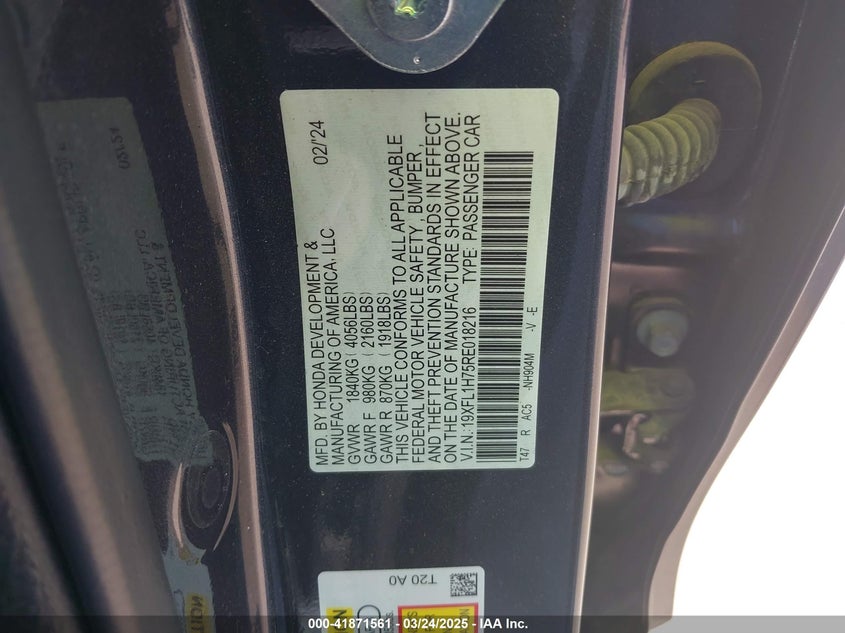 MFD. BY HONDA DEVELOPMENT & 02/'24
MANUFACTURING OF AMERICA, LLC
GVWR 1840KG ( 4056LBS)
GAWR F 980KG ( 2160LBS)
GAWR R 870KG ( 1918LBS)
THIS VEHICLE CONFORMS TO ALL APPLICABLE
FEDERAL MOTOR VEHICLE SAFETY, BUMPER,
AND THEFT PREVENTION STANDARDS IN EFFECT
ON THE DATE OF MANUFACTURE SHOWN ABOVE.
V.I.N.: 19XFL1H75RE018216 TYPE: PASSENGER CAR
T47 R AC5 -NH904M -V -E
T20 A0
000-41871561 - 03/24/2025 - IAA Inc.